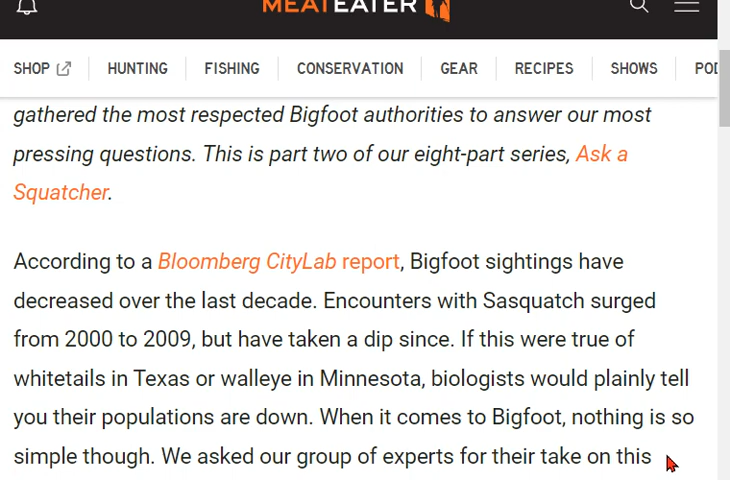 MEATEATER
SHOP HUNTING FISHING CONSERVATION GEAR RECIPES SHOWS
gathered the most respected Bigfoot authorities to answer our most
pressing questions. This is part two of our eight-part series, Ask a
Squatcher.
According to a Bloomberg CityLab report, Bigfoot sightings have
decreased over the last decade. Encounters with Sasquatch surged
from 2000 to 2009, but have taken a dip since. If this were true of
whitetails in Texas or walleye in Minnesota, biologists would plainly tell
you their populations are down. When it comes to Bigfoot, nothing is so
simple though. We asked our group of experts for their take on this